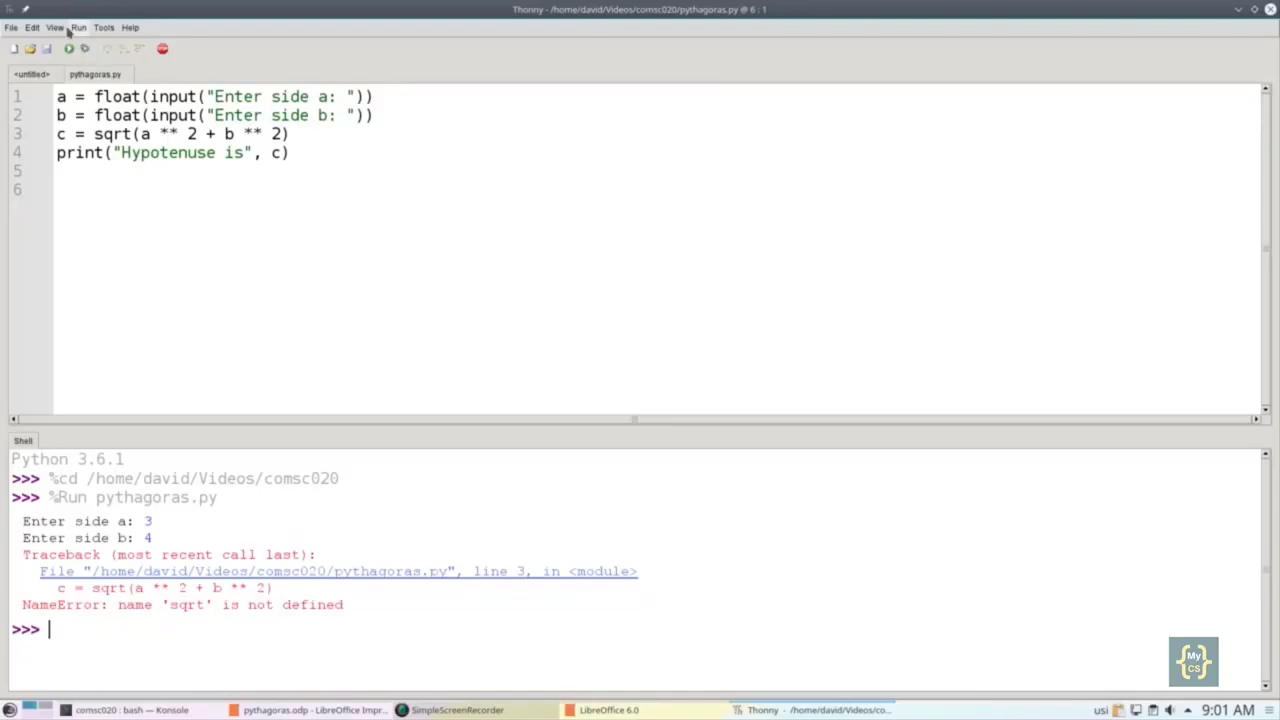 Thonny - /home/david/Videos/comsc020/pythagoras.py @ 6 : 1
File Edit View Run Tools Help
STOP
<untitled> pythagoras.py
1 a = float(input("Enter side a: "))
2 b = float(input("Enter side b: "))
3 c = sqrt(a ** 2 + b ** 2)
4 print("Hypotenuse is", c)
5
6
Shell
Python 3.6.1
>>> %cd /home/david/Videos/comsc020
>>> %Run pythagoras.py
Enter side a: 3
Enter side b: 4
Traceback (most recent call last):
File "/home/david/Videos/comsc020/pythagoras.py", line 3, in <module>
c = sqrt(a ** 2 + b ** 2)
NameError: name 'sqrt' is not defined
>>>
{My CS}
comsc020 : bash — Konsole pythagoras.odp - LibreOffice Impr... SimpleScreenRecorder LibreOffice 6.0 Thonny - /home/david/Videos/co... usi 9:01 AM